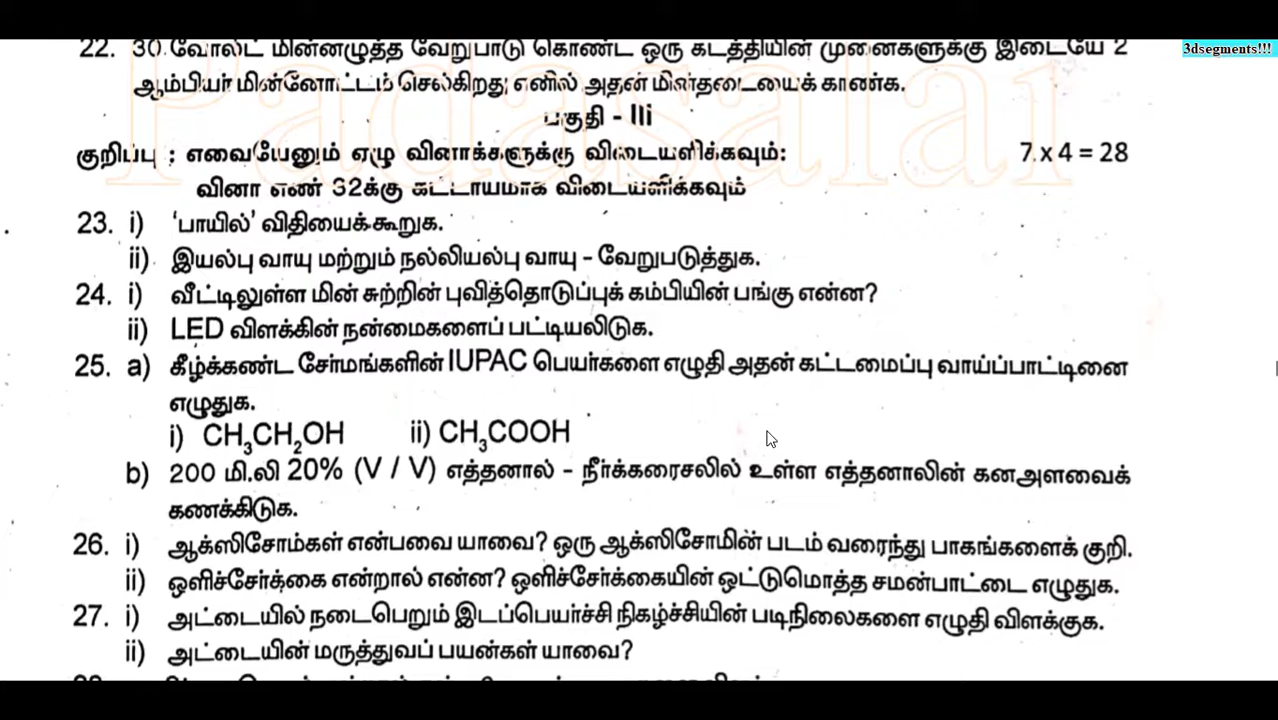 3dsegments!!!
22. 30 வோல்ட் மின்னழுத்த வேறுபாடு கொண்ட ஒரு கடத்தியின் முனைகளுக்கு இடையே 2
ஆம்பியர் மின்னோட்டம் செல்கிறது எனில் அதன் மின்தடையைக் காண்க.
பகுதி - III
குறிப்பு : எவையேனும் ஏழு வினாக்களுக்கு விடையளிக்கவும்: 7 x 4 = 28
வினா எண் 32க்கு கட்டாயமாக விடையளிக்கவும்
23. i) 'பாயில்' விதியைக் கூறுக.
ii) இயல்பு வாயு மற்றும் நல்லியல்பு வாயு - வேறுபடுத்துக.
24. i) வீட்டிலுள்ள மின் சுற்றின் புவித்தொடுப்புக் கம்பியின் பங்கு என்ன?
ii) LED விளக்கின் நன்மைகளைப் பட்டியலிடுக.
25. a) கீழ்க்கண்ட சேர்மங்களின் IUPAC பெயர்களை எழுதி அதன் கட்டமைப்பு வாய்ப்பாட்டினை
எழுதுக.
i) CH₃CH₂OH ii) CH₃COOH
b) 200 மி.லி 20% (V / V) எத்தனால் - நீர்க்கரைசலில் உள்ள எத்தனாலின் கனஅளவைக்
கணக்கிடுக.
26. i) ஆக்ஸிசோம்கள் என்பவை யாவை? ஒரு ஆக்ஸிசோமின் படம் வரைந்து பாகங்களைக் குறி.
ii) ஒளிச்சேர்க்கை என்றால் என்ன? ஒளிச்சேர்க்கையின் ஒட்டுமொத்த சமன்பாட்டை எழுதுக.
27. i) அட்டையில் நடைபெறும் இடப்பெயர்ச்சி நிகழ்ச்சியின் படிநிலைகளை எழுதி விளக்குக.
ii) அட்டையின் மருத்துவப் பயன்கள் யாவை?
Padasalai